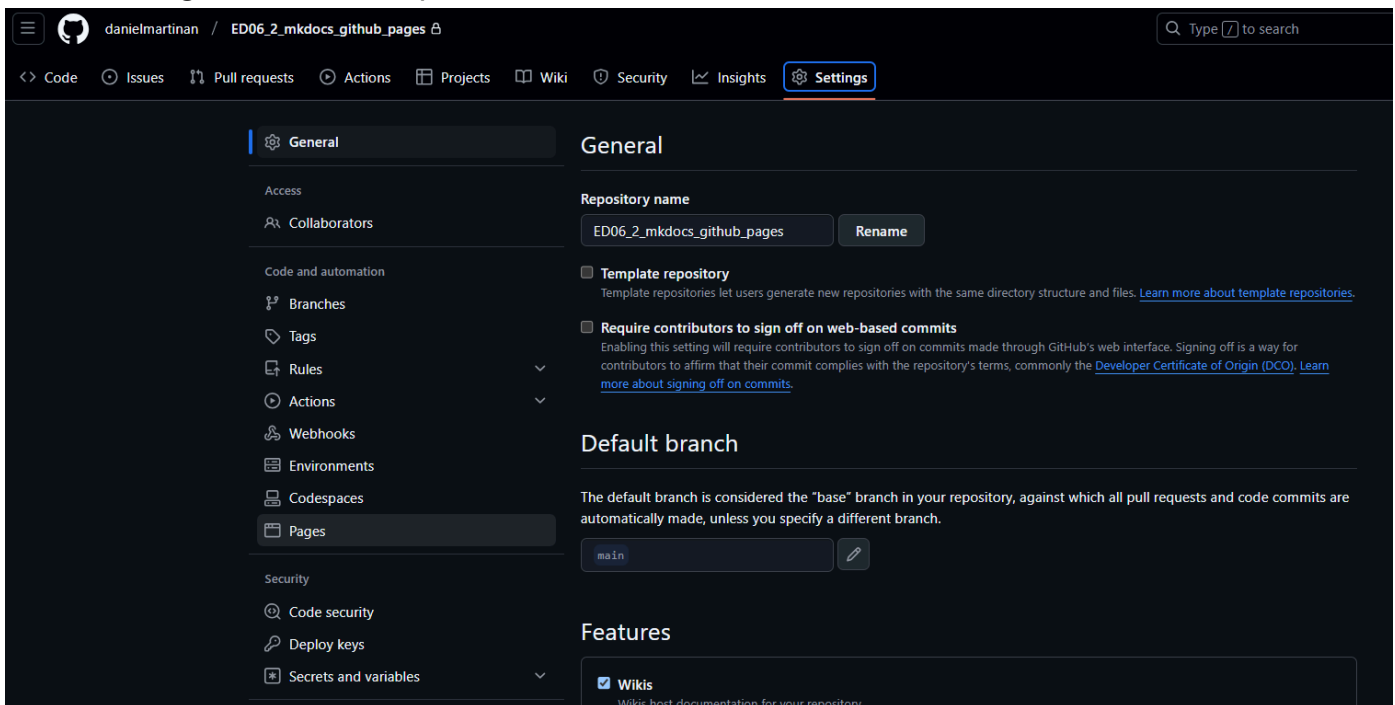 danielmartinan / ED06_2_mkdocs_github_pages
Type / to search
Code Issues Pull requests Actions Projects Wiki Security Insights Settings
General
Access
Collaborators
Code and automation
Branches
Tags
Rules
Actions
Webhooks
Environments
Codespaces
Pages
Security
Code security
Deploy keys
Secrets and variables
General
Repository name
ED06_2_mkdocs_github_pages Rename
Template repository
Template repositories let users generate new repositories with the same directory structure and files. Learn more about template repositories.
Require contributors to sign off on web-based commits
Enabling this setting will require contributors to sign off on commits made through GitHub's web interface. Signing off is a way for
contributors to affirm that their commit complies with the repository's terms, commonly the Developer Certificate of Origin (DCO). Learn
more about signing off on commits.
Default branch
The default branch is considered the "base" branch in your repository, against which all pull requests and code commits are
automatically made, unless you specify a different branch.
main
Features
Wikis
Wikis host documentation for your repository.